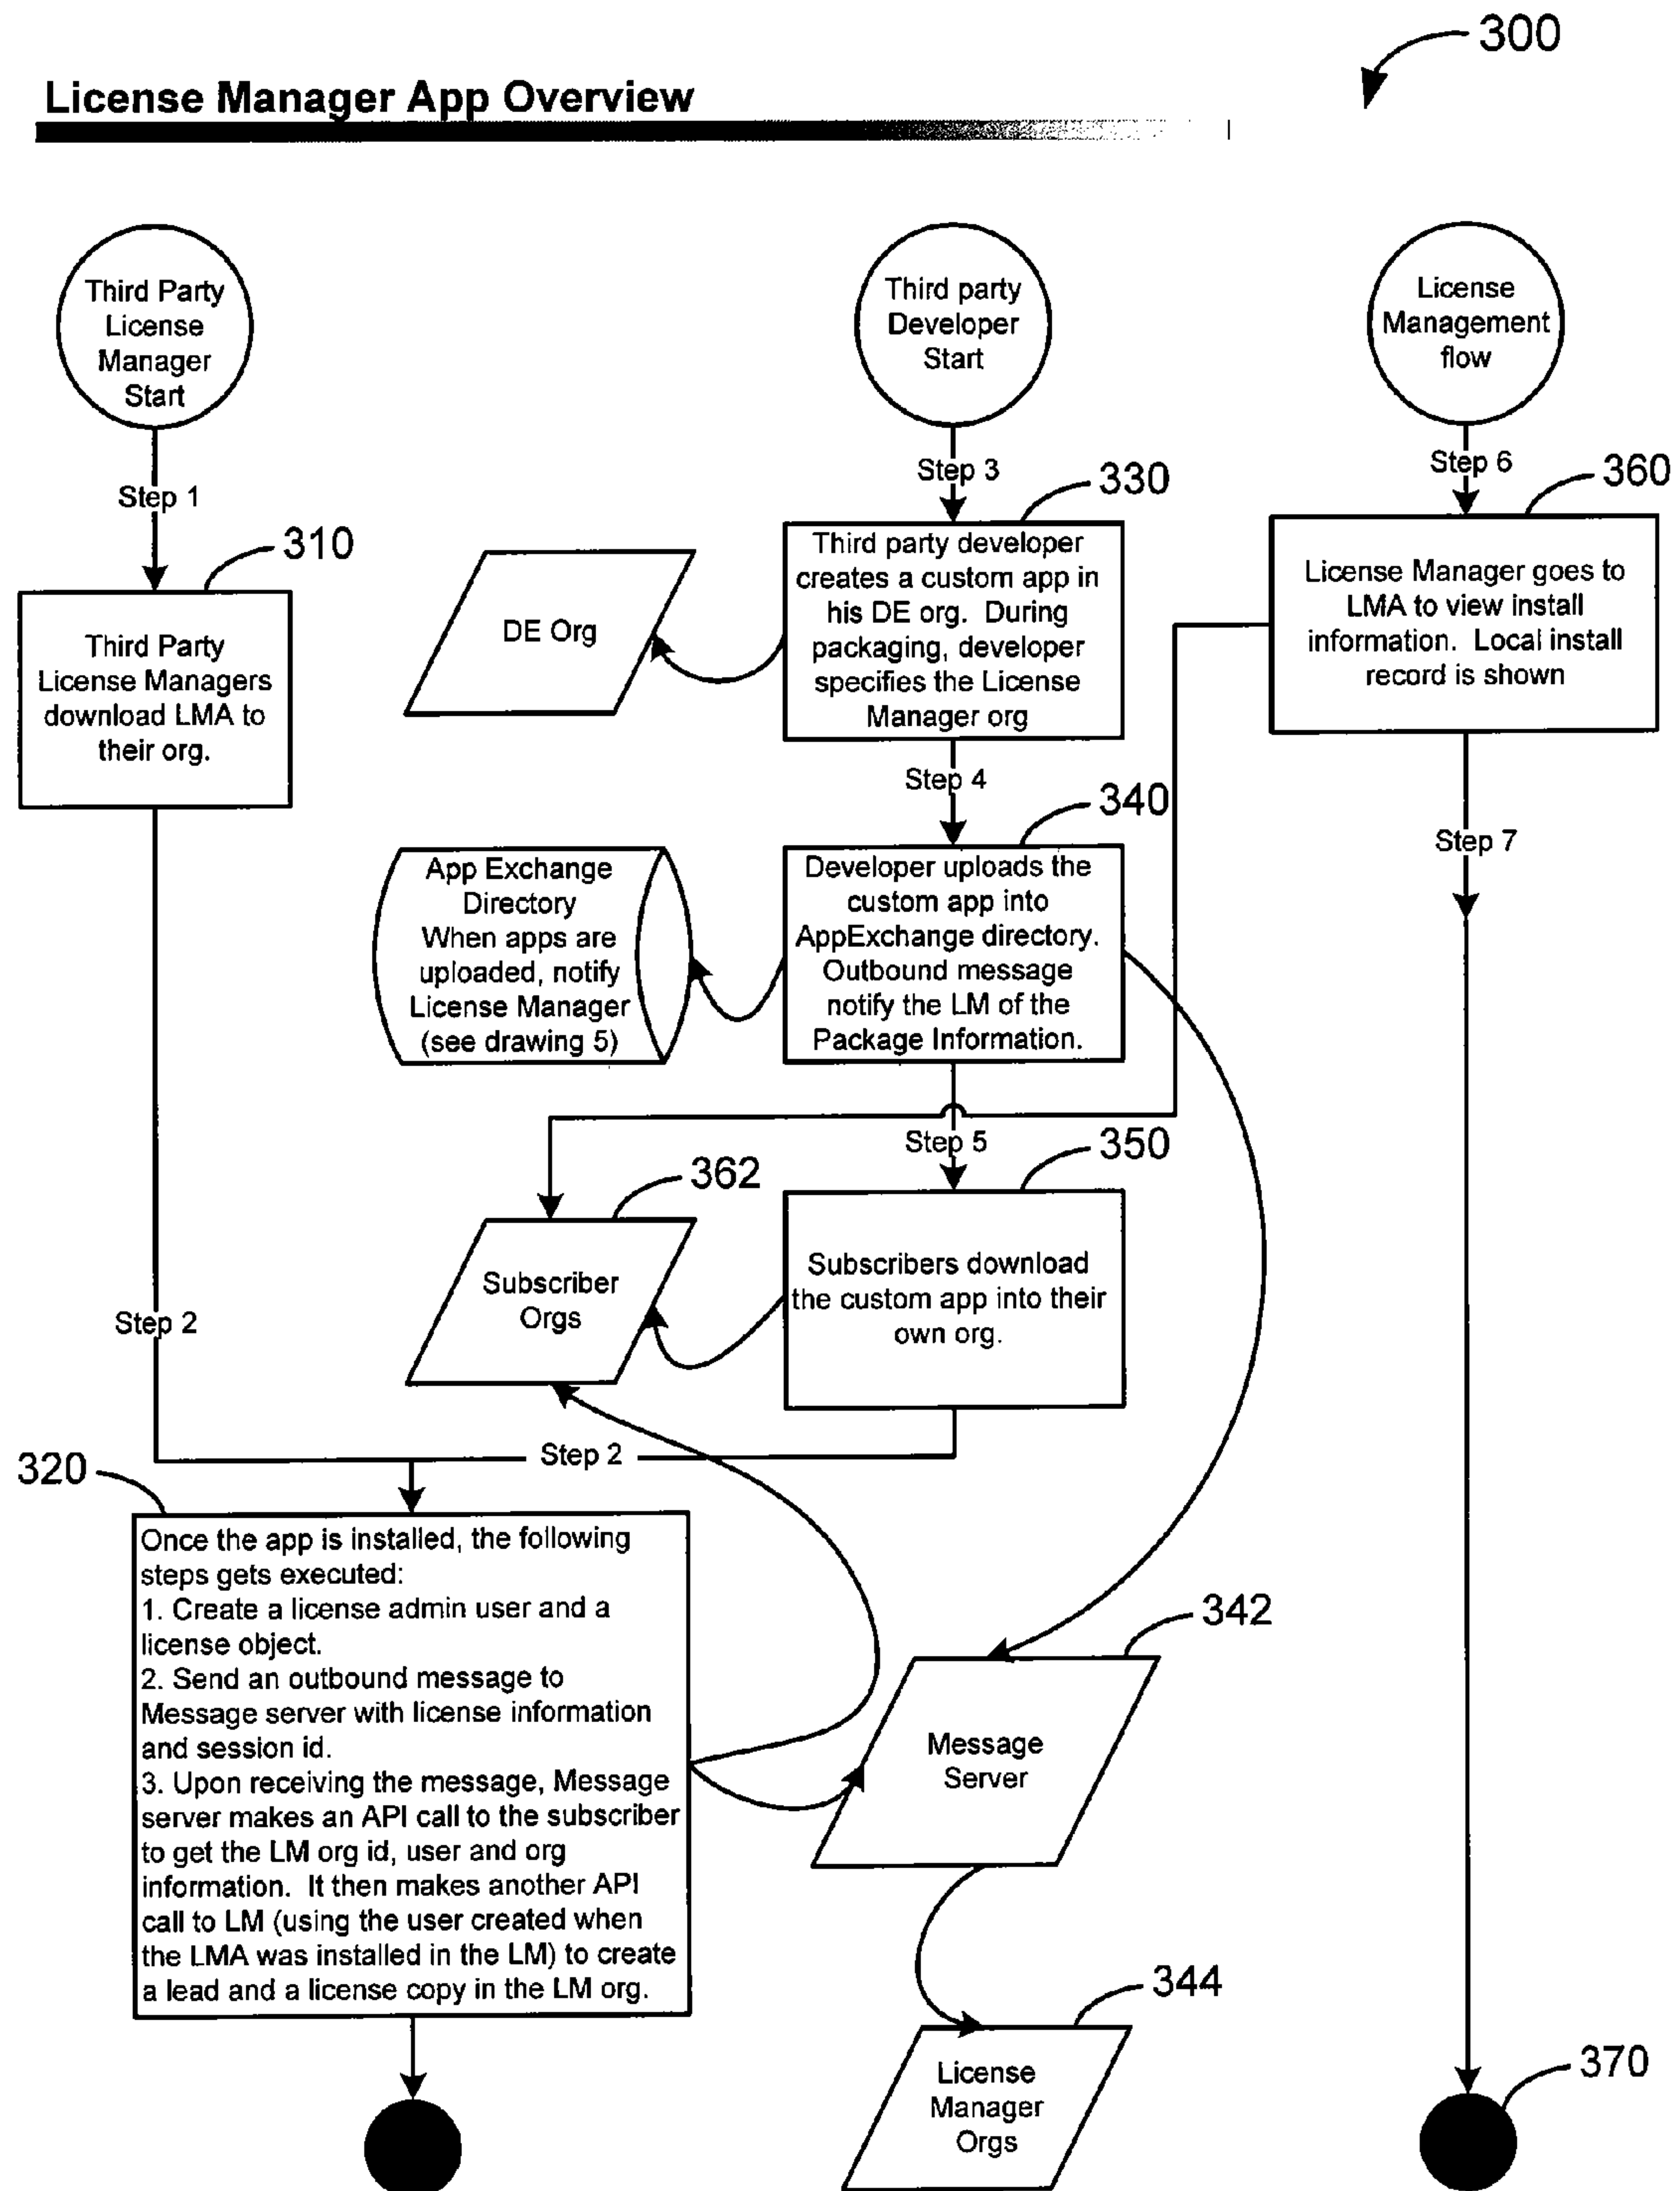 300
License Manager App Overview
Third Party
License
Manager
Start
Third party
Developer
Start
License
Management
flow
Step 1
Step 3
Step 6
310
330
360
Third Party
License Managers
download LMA to
their org.
DE Org
Third party developer
creates a custom app in
his DE org. During
packaging, developer
specifies the License
Manager org
License Manager goes to
LMA to view install
information. Local install
record is shown
Step 4
340
Step 7
App Exchange
Directory
When apps are
uploaded, notify
License Manager
(see drawing 5)
Developer uploads the
custom app into
AppExchange directory.
Outbound message
notify the LM of the
Package Information.
Step 5
350
362
Subscriber
Orgs
Subscribers download
the custom app into their
own org.
Step 2
Step 2
320
Once the app is installed, the following
steps gets executed:
1. Create a license admin user and a
license object.
2. Send an outbound message to
Message server with license information
and session id.
3. Upon receiving the message, Message
server makes an API call to the subscriber
to get the LM org id, user and org
information. It then makes another API
call to LM (using the user created when
the LMA was installed in the LM) to create
a lead and a license copy in the LM org.
342
Message
Server
344
License
Manager
Orgs
370